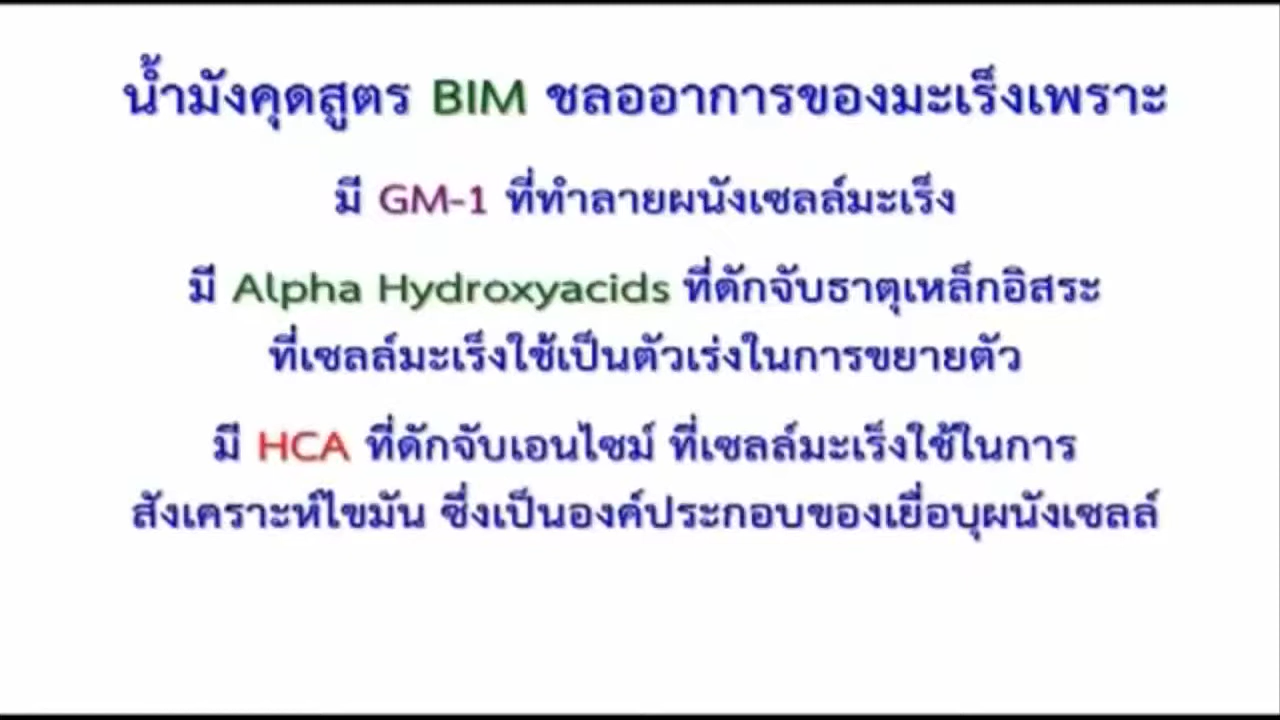 น้ำมังคุดสูตร BIM ชลออาการของมะเร็งเพราะ
มี GM-1 ที่ทำลายผนังเซลล์มะเร็ง
มี Alpha Hydroxyacids ที่ดักจับธาตุเหล็กอิสระ
ที่เซลล์มะเร็งใช้เป็นตัวเร่งในการขยายตัว
มี HCA ที่ดักจับเอนไซม์ ที่เซลล์มะเร็งใช้ในการ
สังเคราะห์ไขมัน ซึ่งเป็นองค์ประกอบของเยื่อบุผนังเซลล์